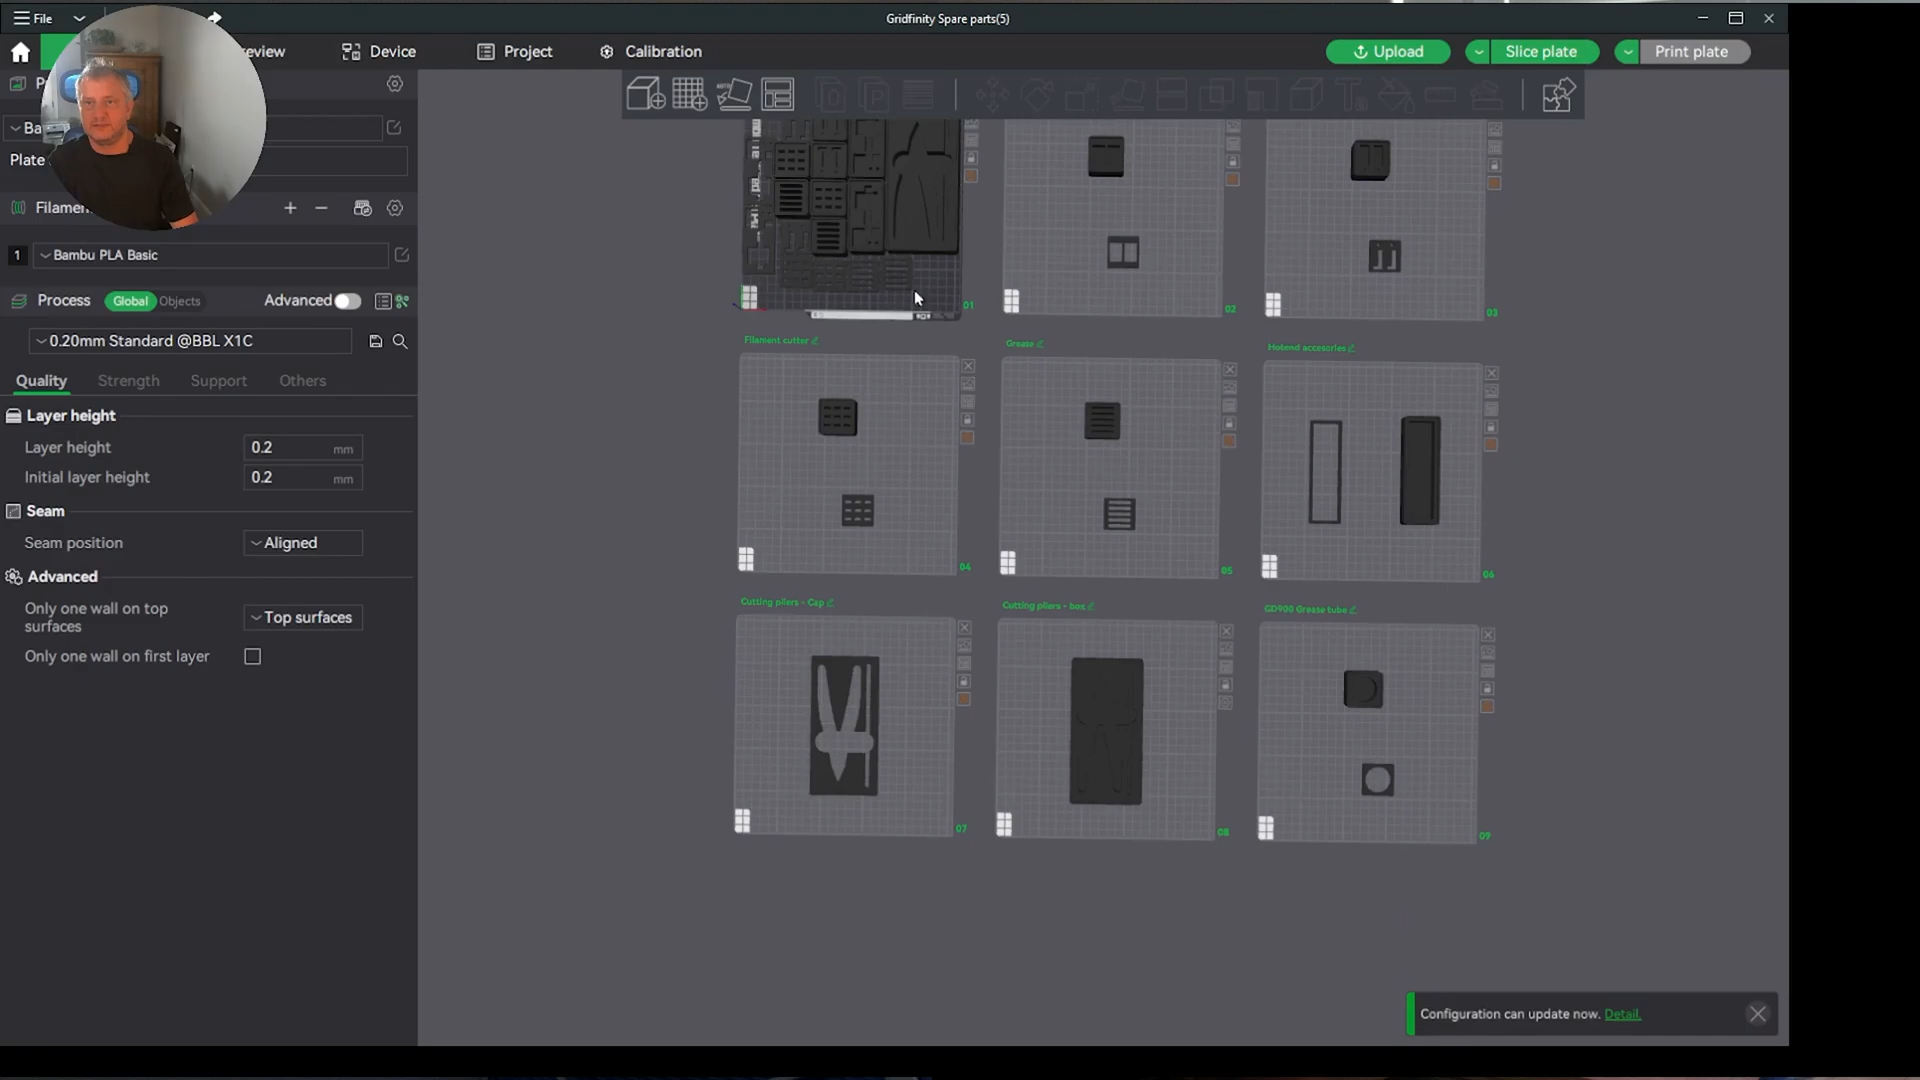 File
Gridfinity Spare parts(5)
eview
Device
Project
Calibration
Upload
Slice plate
Print plate
Ba
Plate
Filamen
1
Bambu PLA Basic
Process
Global
Objects
Advanced
0.20mm Standard @BBL X1C
Quality
Strength
Support
Others
Layer height
Layer height
0.2
mm
Initial layer height
0.2
mm
Seam
Seam position
Aligned
Advanced
Only one wall on top
surfaces
Top surfaces
Only one wall on first layer
01
02
03
Filament cutter
Grease
Hotend accesories
04
05
06
Cutting pliers - Cap
Cutting pliers - box
GD900 Grease tube
07
08
09
Configuration can update now. Detail.